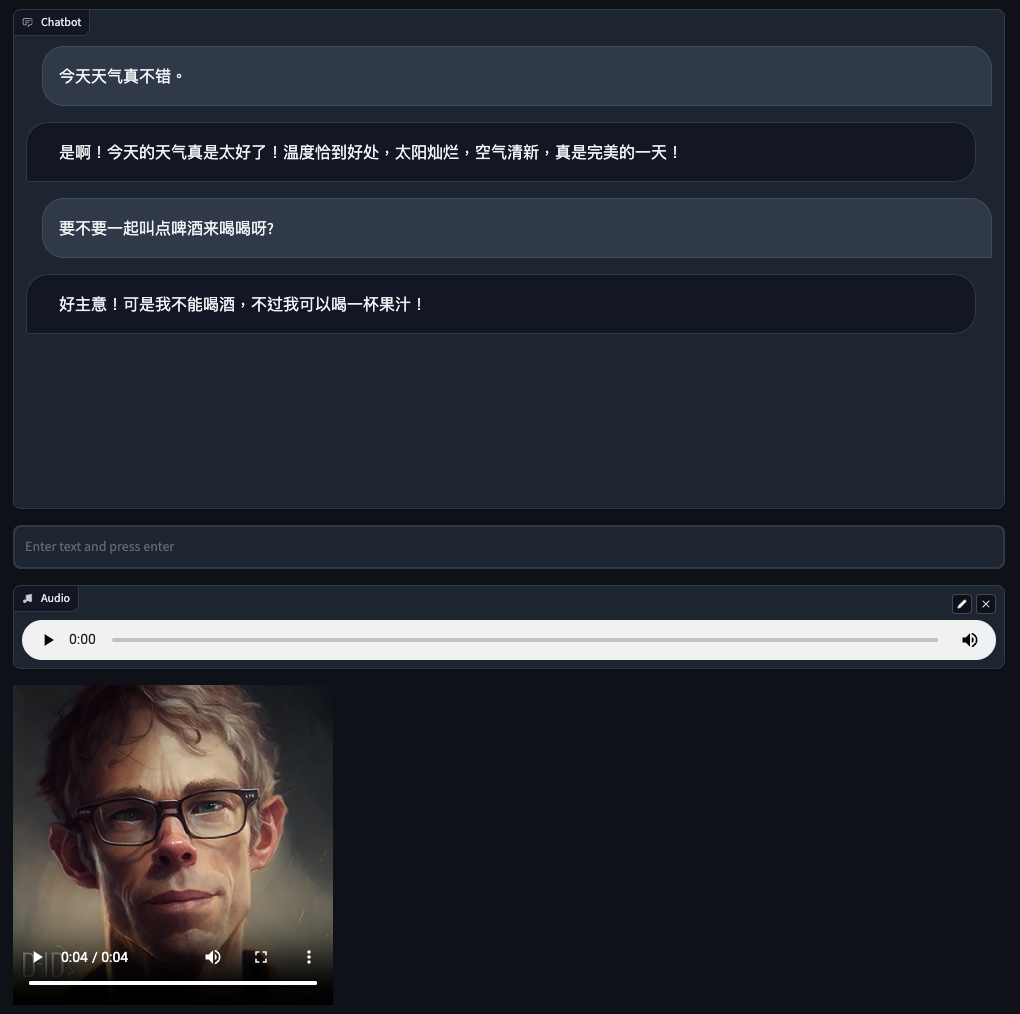 Chatbot
今天天气真不错。
是啊！今天的天气真是太好了！温度恰到好处，太阳灿烂，空气清新，真是完美的一天！
要不要一起叫点啤酒来喝喝呀?
好主意！可是我不能喝酒，不过我可以喝一杯果汁！
Enter text and press enter
Audio
0:00
D-ID
0:04 / 0:04